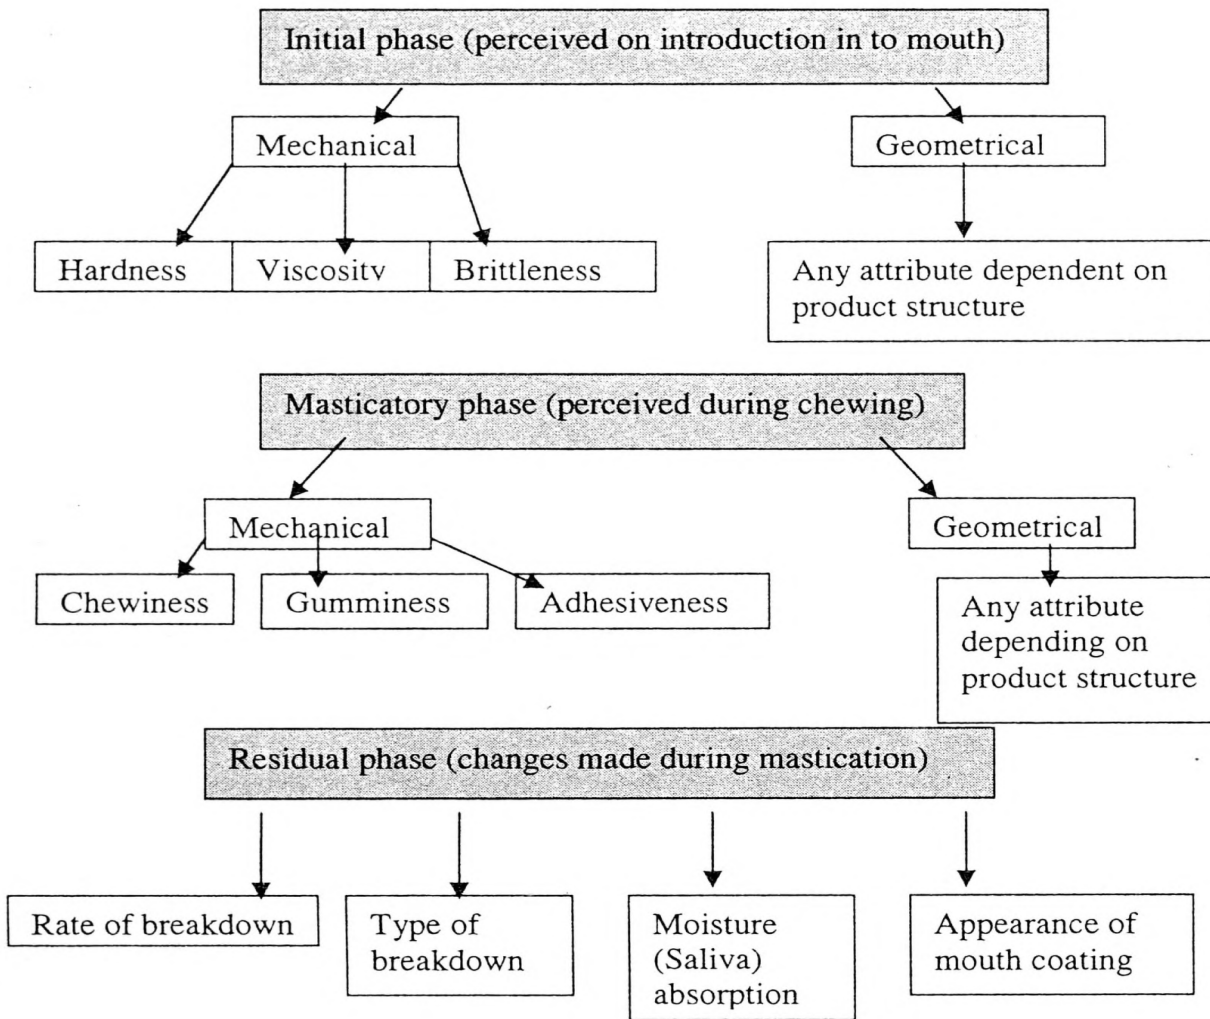 Initial phase (perceived on introduction in to mouth)
Mechanical
Geometrical
Hardness
Viscosity
Brittleness
Any attribute dependent on
product structure
Masticatory phase (perceived during chewing)
Mechanical
Geometrical
Chewiness
Gumminess
Adhesiveness
Any attribute
depending on
product structure
Residual phase (changes made during mastication)
Rate of breakdown
Type of
breakdown
Moisture
(Saliva)
absorption
Appearance of
mouth coating